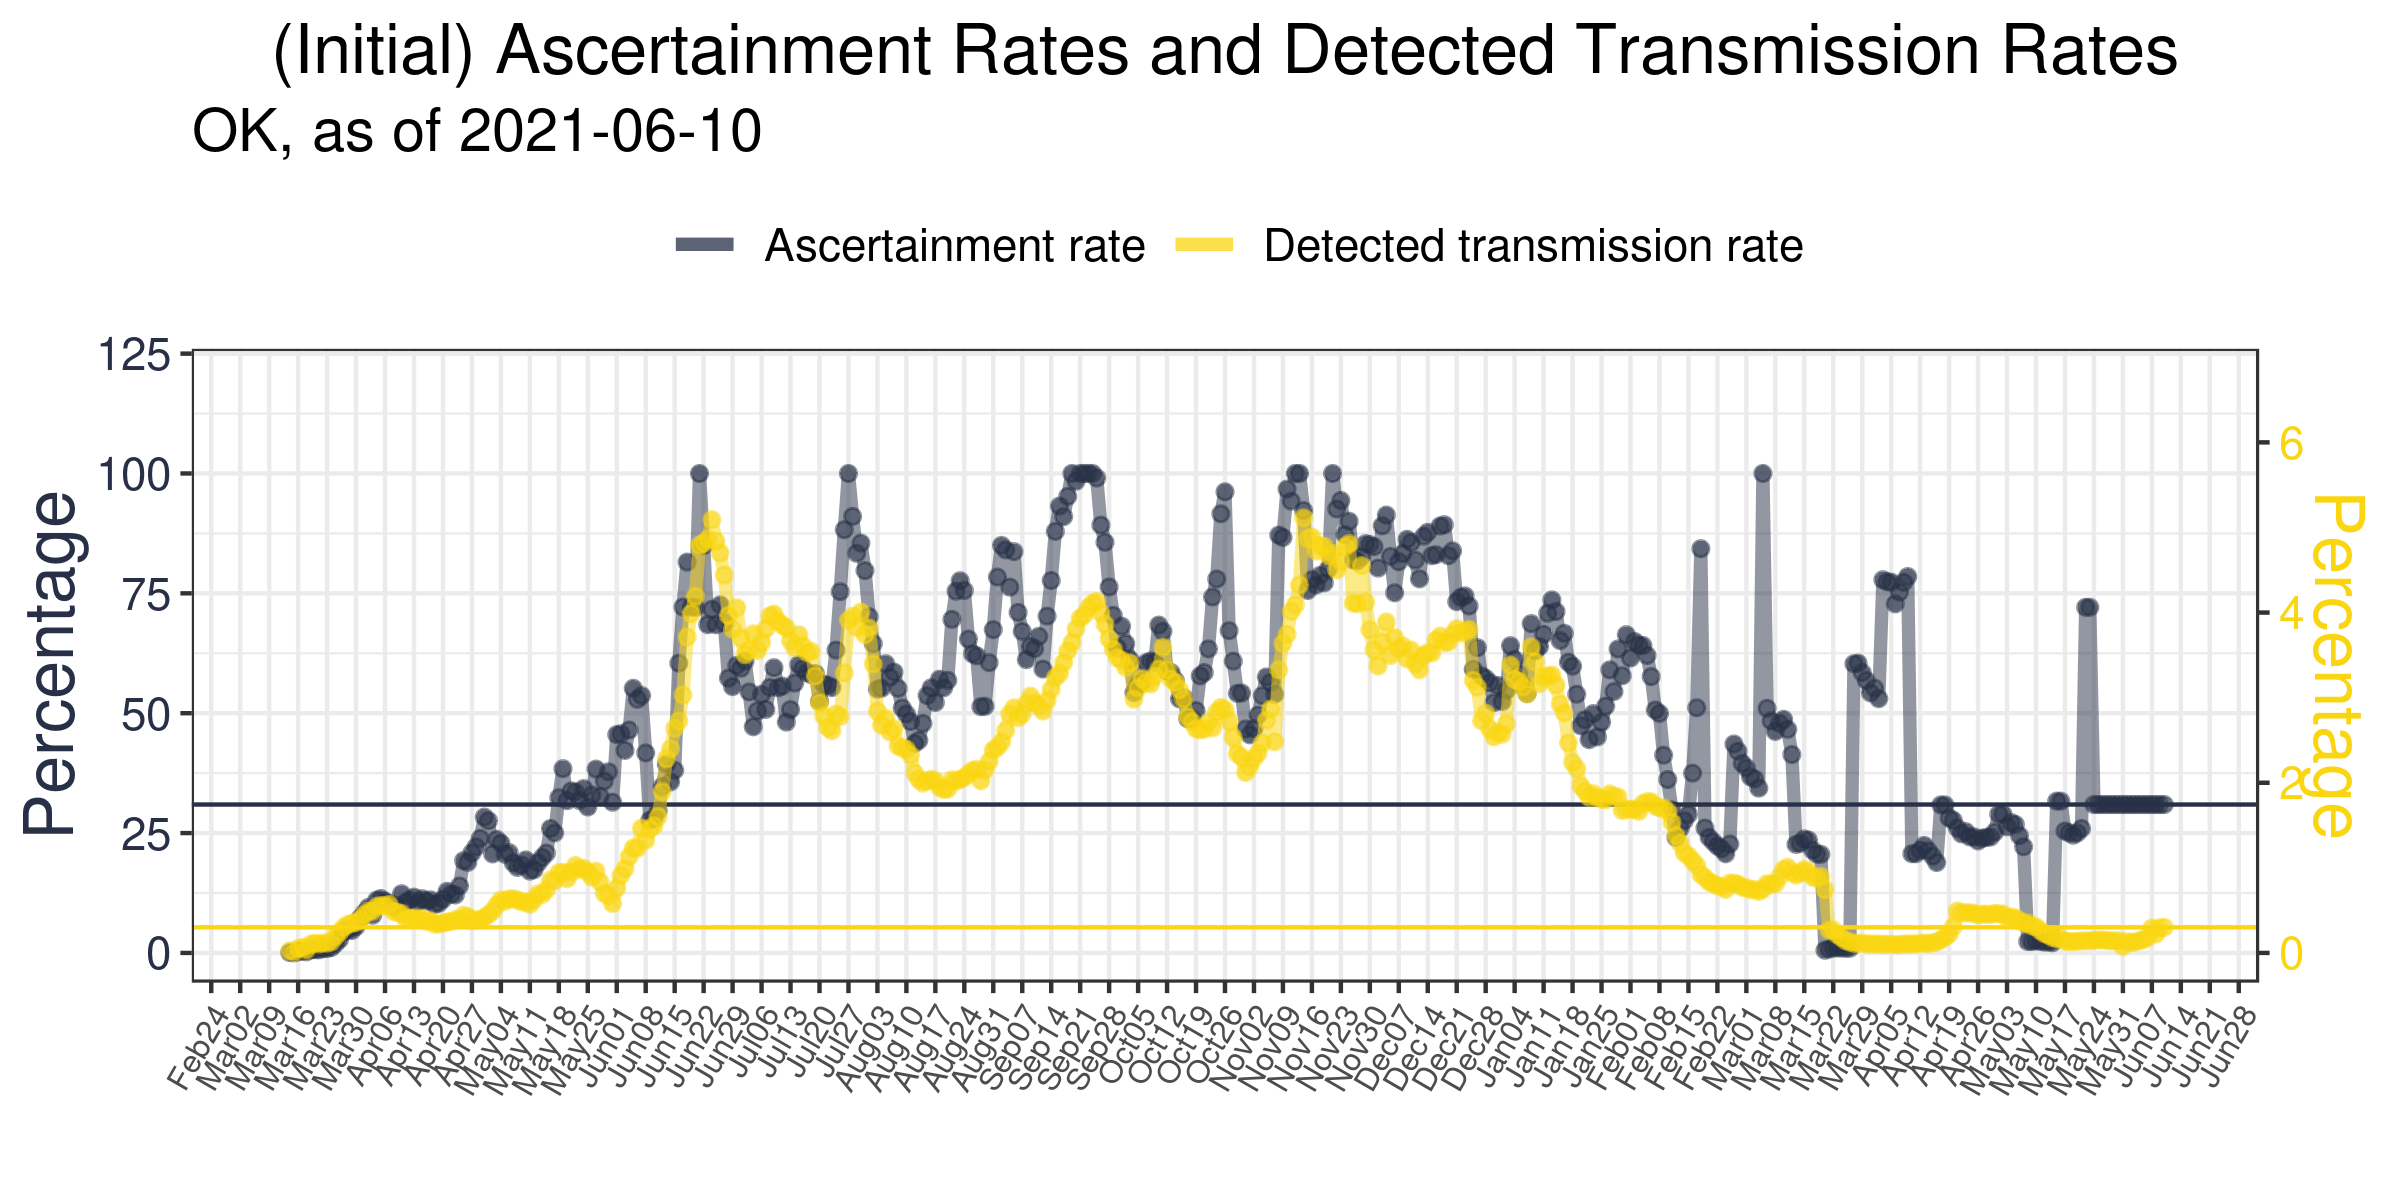 (Initial) Ascertainment Rates and Detected Transmission Rates
OK, as of 2021-06-10
Ascertainment rate
Detected transmission rate
Percentage
125
100
75
50
25
0
6
4
2
0
Percentage
Feb24
Mar02
Mar09
Mar16
Mar23
Mar30
Apr06
Apr13
Apr20
Apr27
May04
May11
May18
May25
Jun01
Jun08
Jun15
Jun22
Jun29
Jul06
Jul13
Jul20
Jul27
Aug03
Aug10
Aug17
Aug24
Aug31
Sep07
Sep14
Sep21
Sep28
Oct05
Oct12
Oct19
Oct26
Nov02
Nov09
Nov16
Nov23
Nov30
Dec07
Dec14
Dec21
Dec28
Jan04
Jan11
Jan18
Jan25
Feb01
Feb08
Feb15
Feb22
Mar01
Mar08
Mar15
Mar22
Mar29
Apr05
Apr12
Apr19
Apr26
May03
May10
May17
May24
May31
Jun07
Jun14
Jun21
Jun28